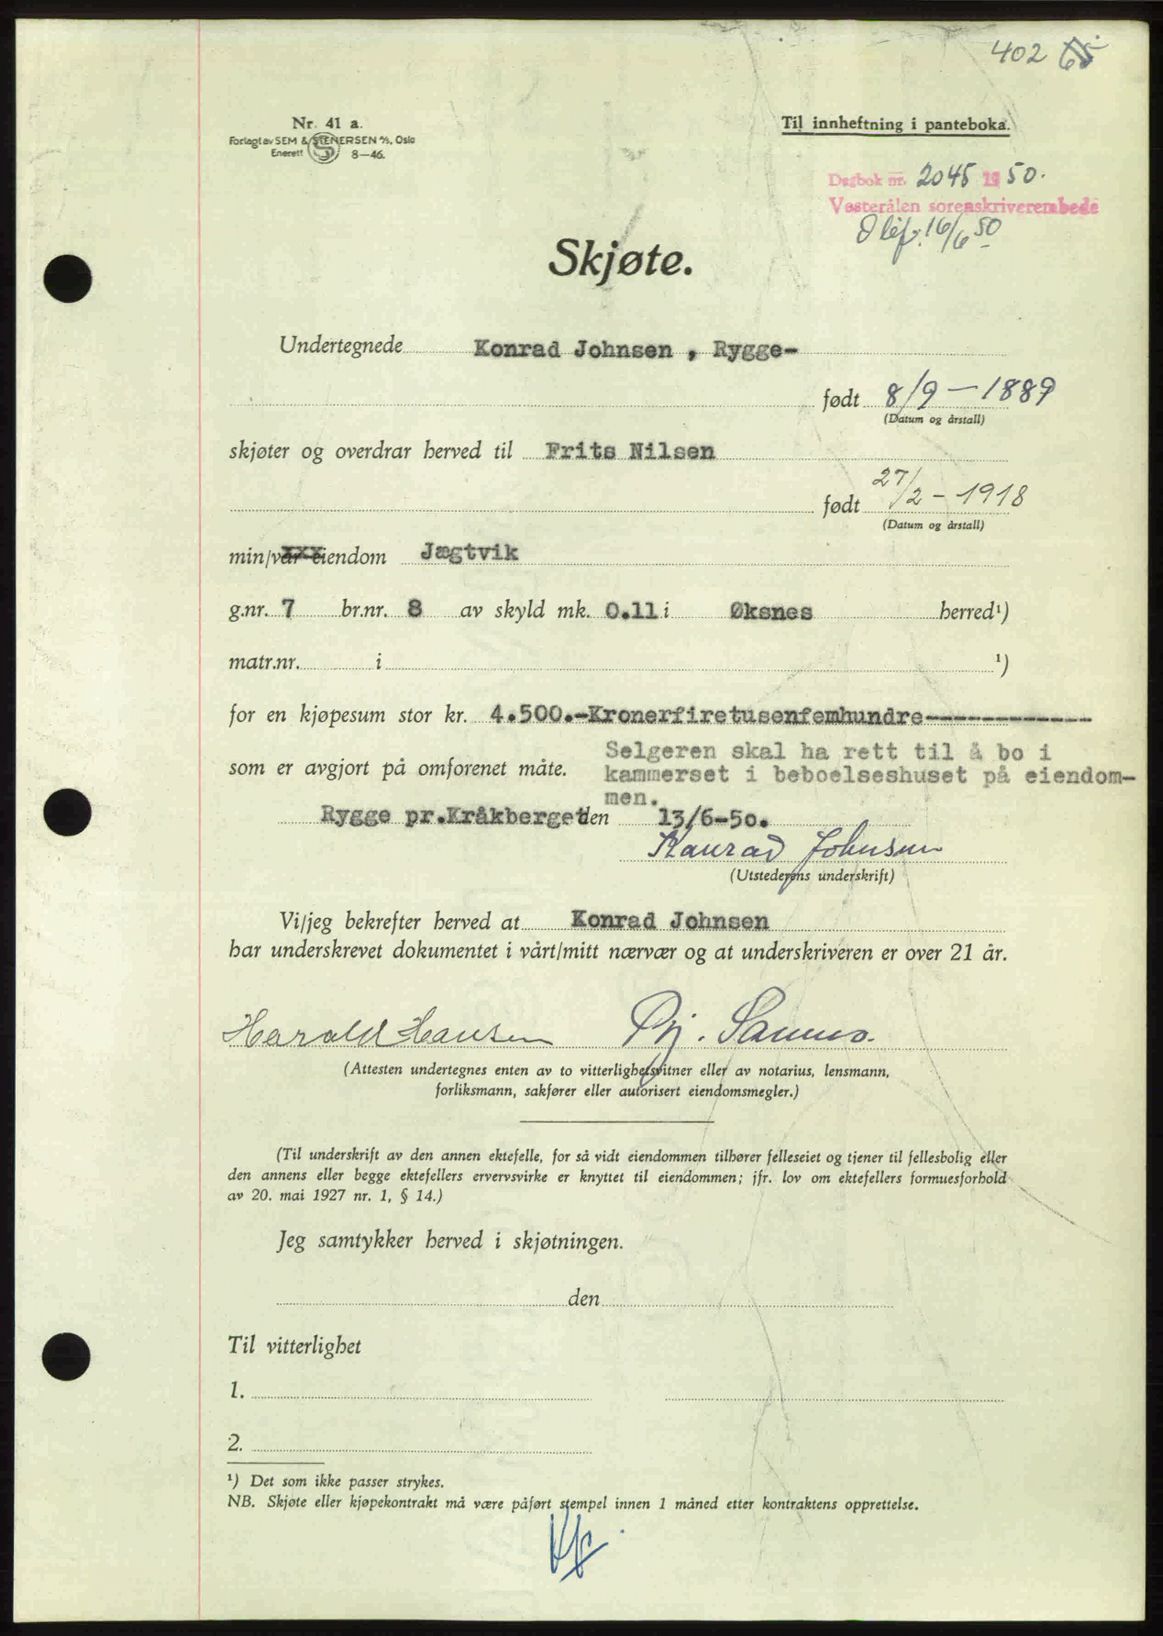 402
Nr. 41 a.
Til innheftning i panteboka.
Forlagt av SEM & STENERSEN A/S, Oslo
Enerett 8-46.
Dagbok nr. 2045 1950.
Vesterålen sorenskriverembede
16/6 50
Skjøte.
Undertegnede Konrad Johnsen , Rygge-
født 8/9 - 1889
(Datum og årstall)
skjøter og overdrar herved til Frits Nilsen
født 27/2 - 1918
(Datum og årstall)
min/vår eiendom Jægtvik
g.nr. 7 br.nr. 8 av skyld mk. 0.11 i Øksnes herred¹)
matr.nr. i ¹)
for en kjøpesum stor kr. 4.500.-Kronerfiretusenfemhundre------------
som er avgjort på omforenet måte. Selgeren skal ha rett til å bo i
kammerset i beboelseshuset på eiendom-
men.
Rygge pr.Kråkberget den 13/6-50.
Konrad Johnsen
(Utstederens underskrift)
Vi/jeg bekrefter herved at Konrad Johnsen
har underskrevet dokumentet i vårt/mitt nærvær og at underskriveren er over 21 år.
Harald Hansen
(Attesten undertegnes enten av to vitterlighetsvitner eller av notarius, lensmann,
forliksmann, sakfører eller autorisert eiendomsmegler.)
(Til underskrift av den annen ektefelle, for så vidt eiendommen tilhører felleseiet og tjener til fellesbolig eller
den annens eller begge ektefellers ervervsvirke er knyttet til eiendommen; jfr. lov om ektefellers formuesforhold
av 20. mai 1927 nr. 1, § 14.)
Jeg samtykker herved i skjøtningen.
den
Til vitterlighet
1.
2.
¹) Det som ikke passer strykes.
NB. Skjøte eller kjøpekontrakt må være påført stempel innen 1 måned etter kontraktens opprettelse.